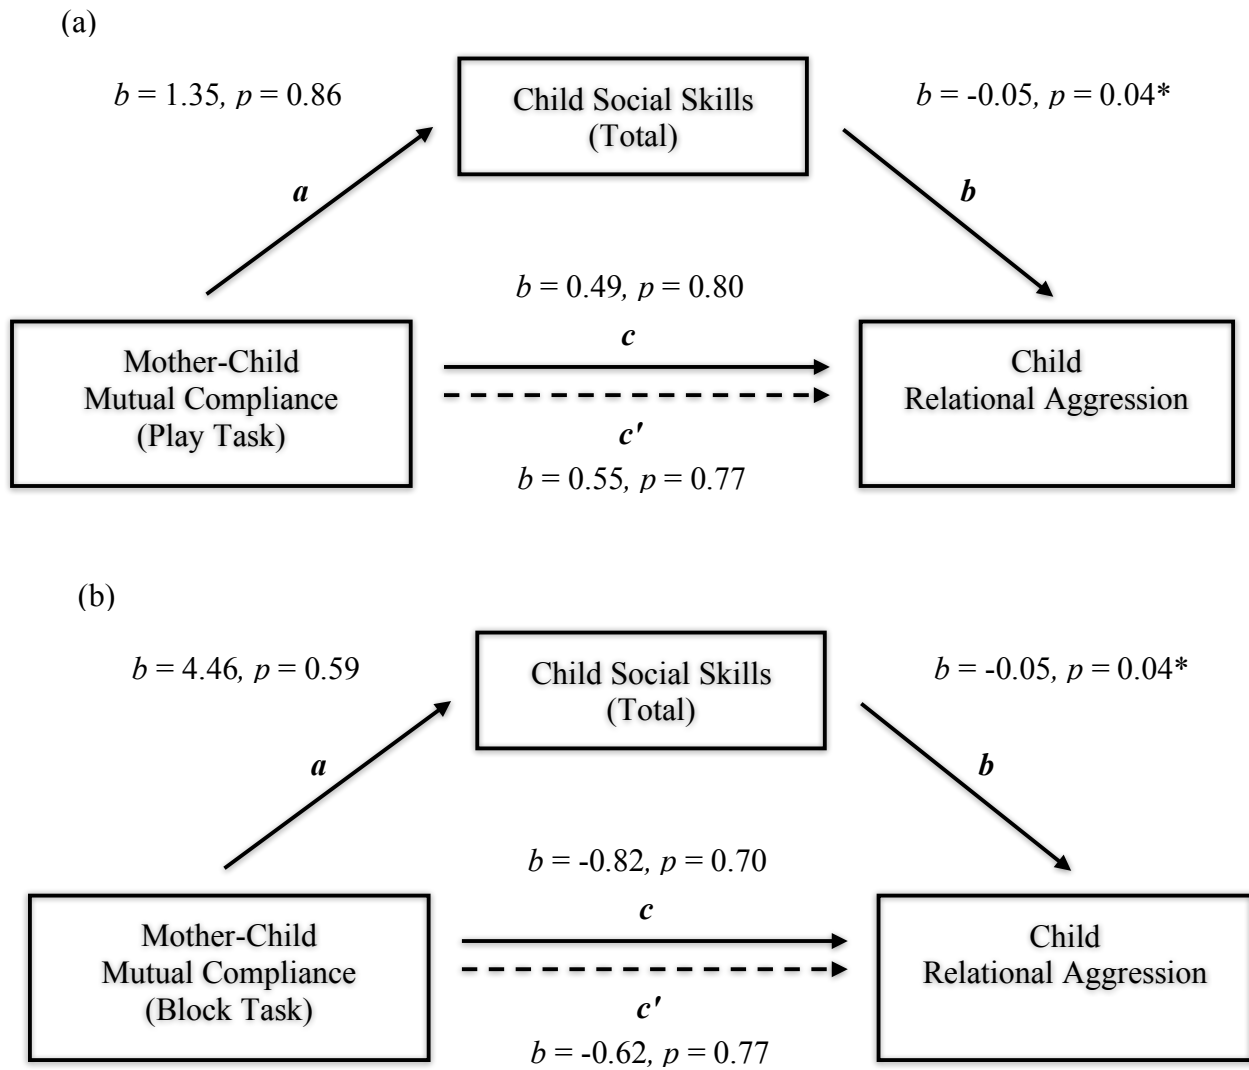 (a)
b = 1.35, p = 0.86
Child Social Skills
(Total)
b = -0.05, p = 0.04*
a
b
b = 0.49, p = 0.80
c
Mother-Child
Mutual Compliance
(Play Task)
Child
Relational Aggression
c'
b = 0.55, p = 0.77
(b)
b = 4.46, p = 0.59
Child Social Skills
(Total)
b = -0.05, p = 0.04*
a
b
b = -0.82, p = 0.70
c
Mother-Child
Mutual Compliance
(Block Task)
Child
Relational Aggression
c'
b = -0.62, p = 0.77